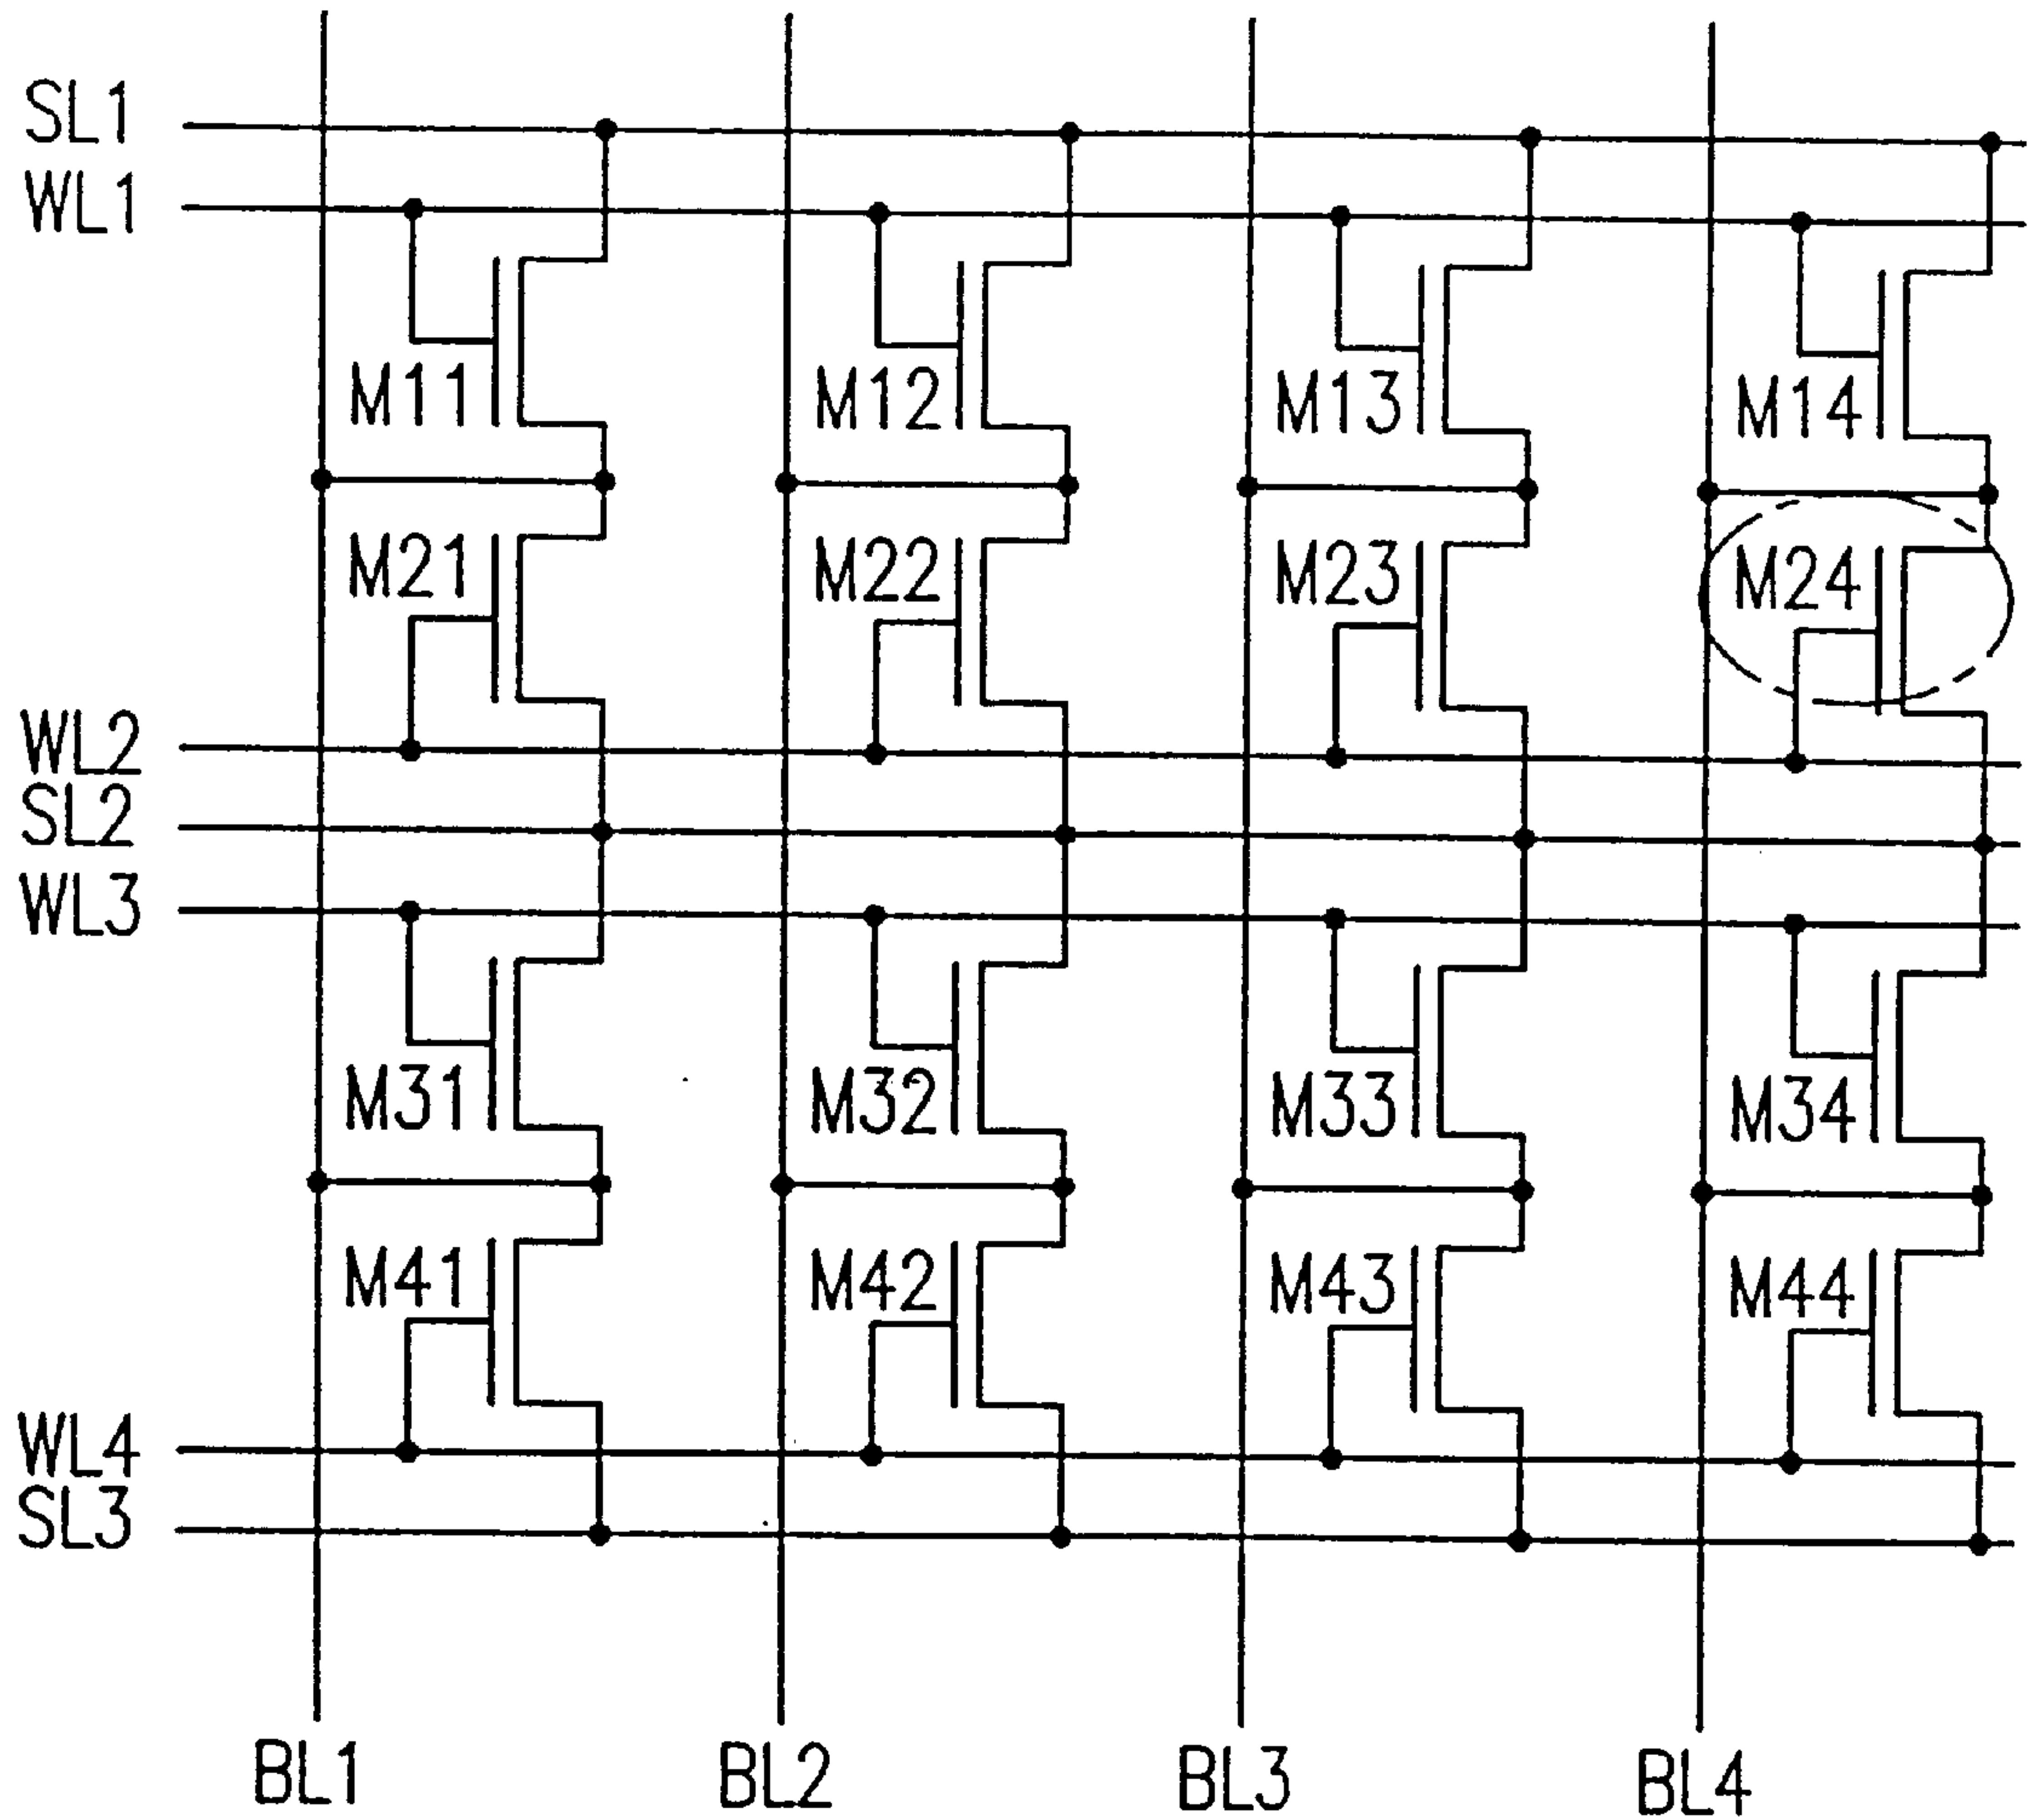 SL1
WL1
M11 M12 M13 M14
M21 M22 M23 M24
WL2
SL2
WL3
M31 M32 M33 M34
M41 M42 M43 M44
WL4
SL3
BL1 BL2 BL3 BL4